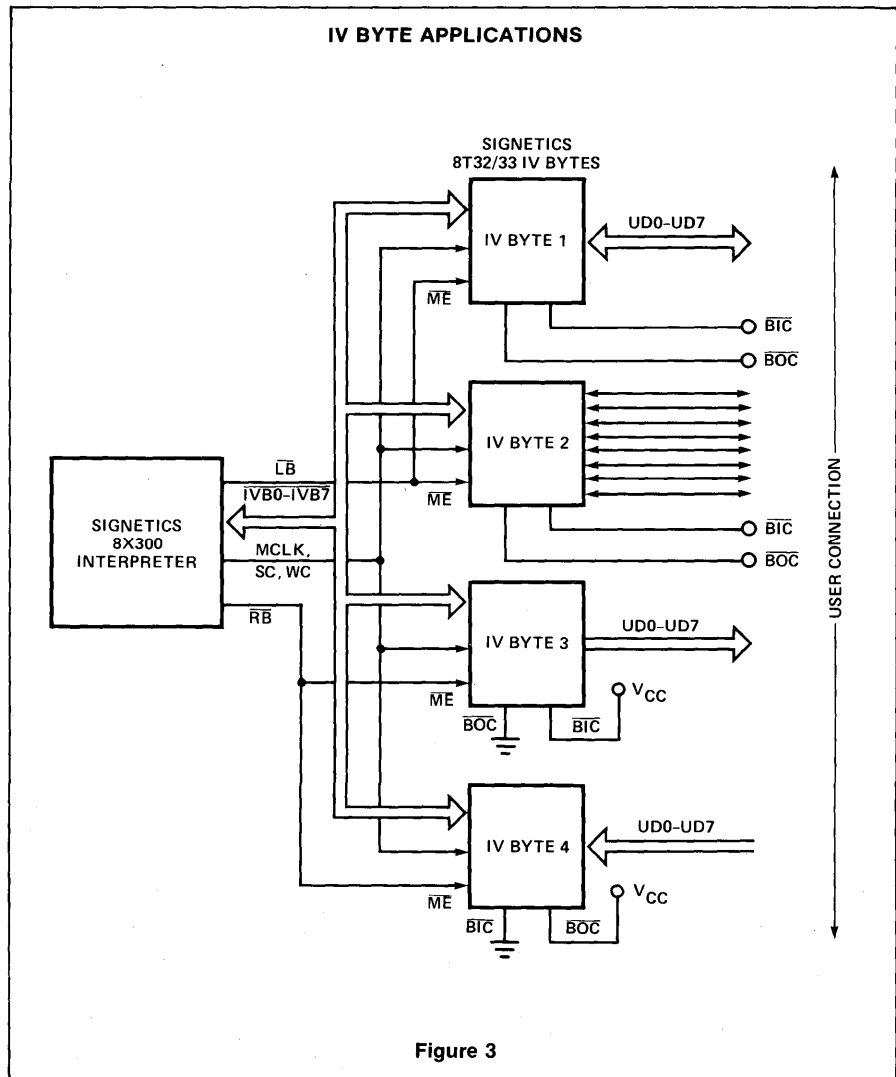 IV BYTE APPLICATIONS
SIGNETICS
8T32/33 IV BYTES
IV BYTE 1
UD0-UD7
ME
BIC
BOC
IV BYTE 2
ME
BIC
BOC
SIGNETICS
8X300
INTERPRETER
LB
IVB0-IVB7
MCLK,
SC, WC
RB
IV BYTE 3
UD0-UD7
ME
BOC
BIC
VCC
IV BYTE 4
UD0-UD7
ME
BIC
BOC
VCC
USER CONNECTION
Figure 3